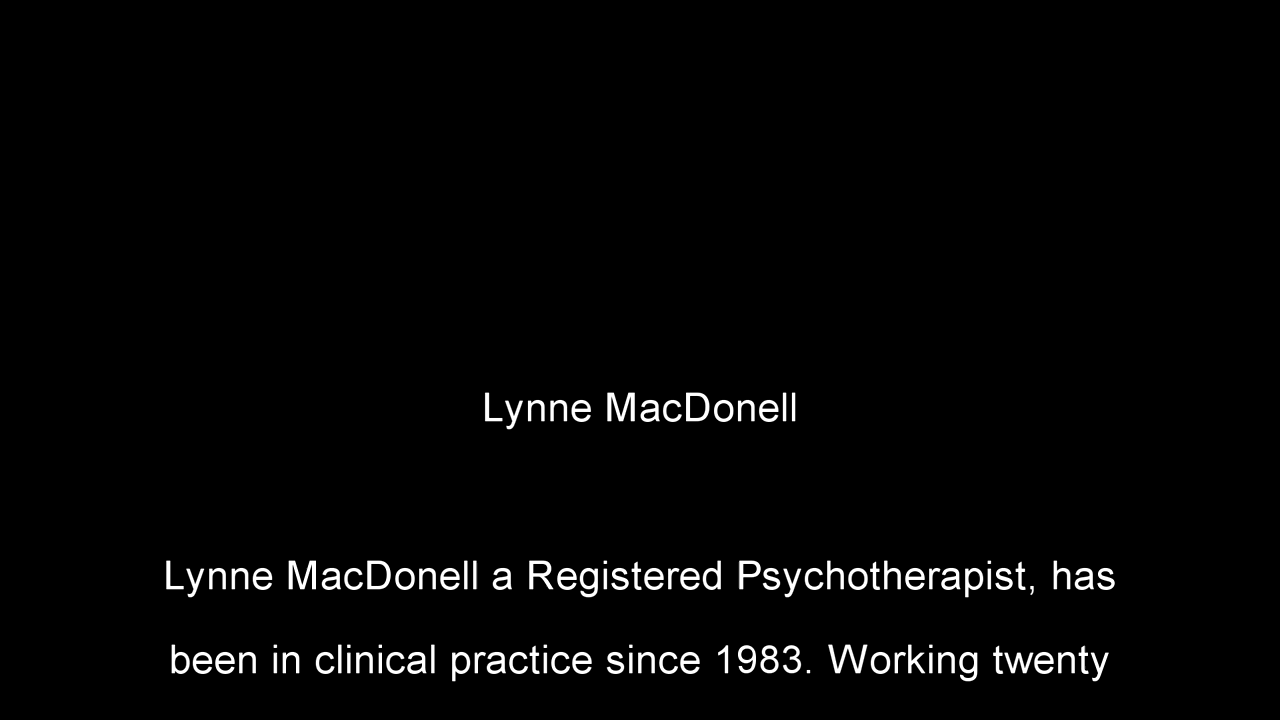 Lynne MacDonell
Lynne MacDonell a Registered Psychotherapist, has
been in clinical practice since 1983. Working twenty